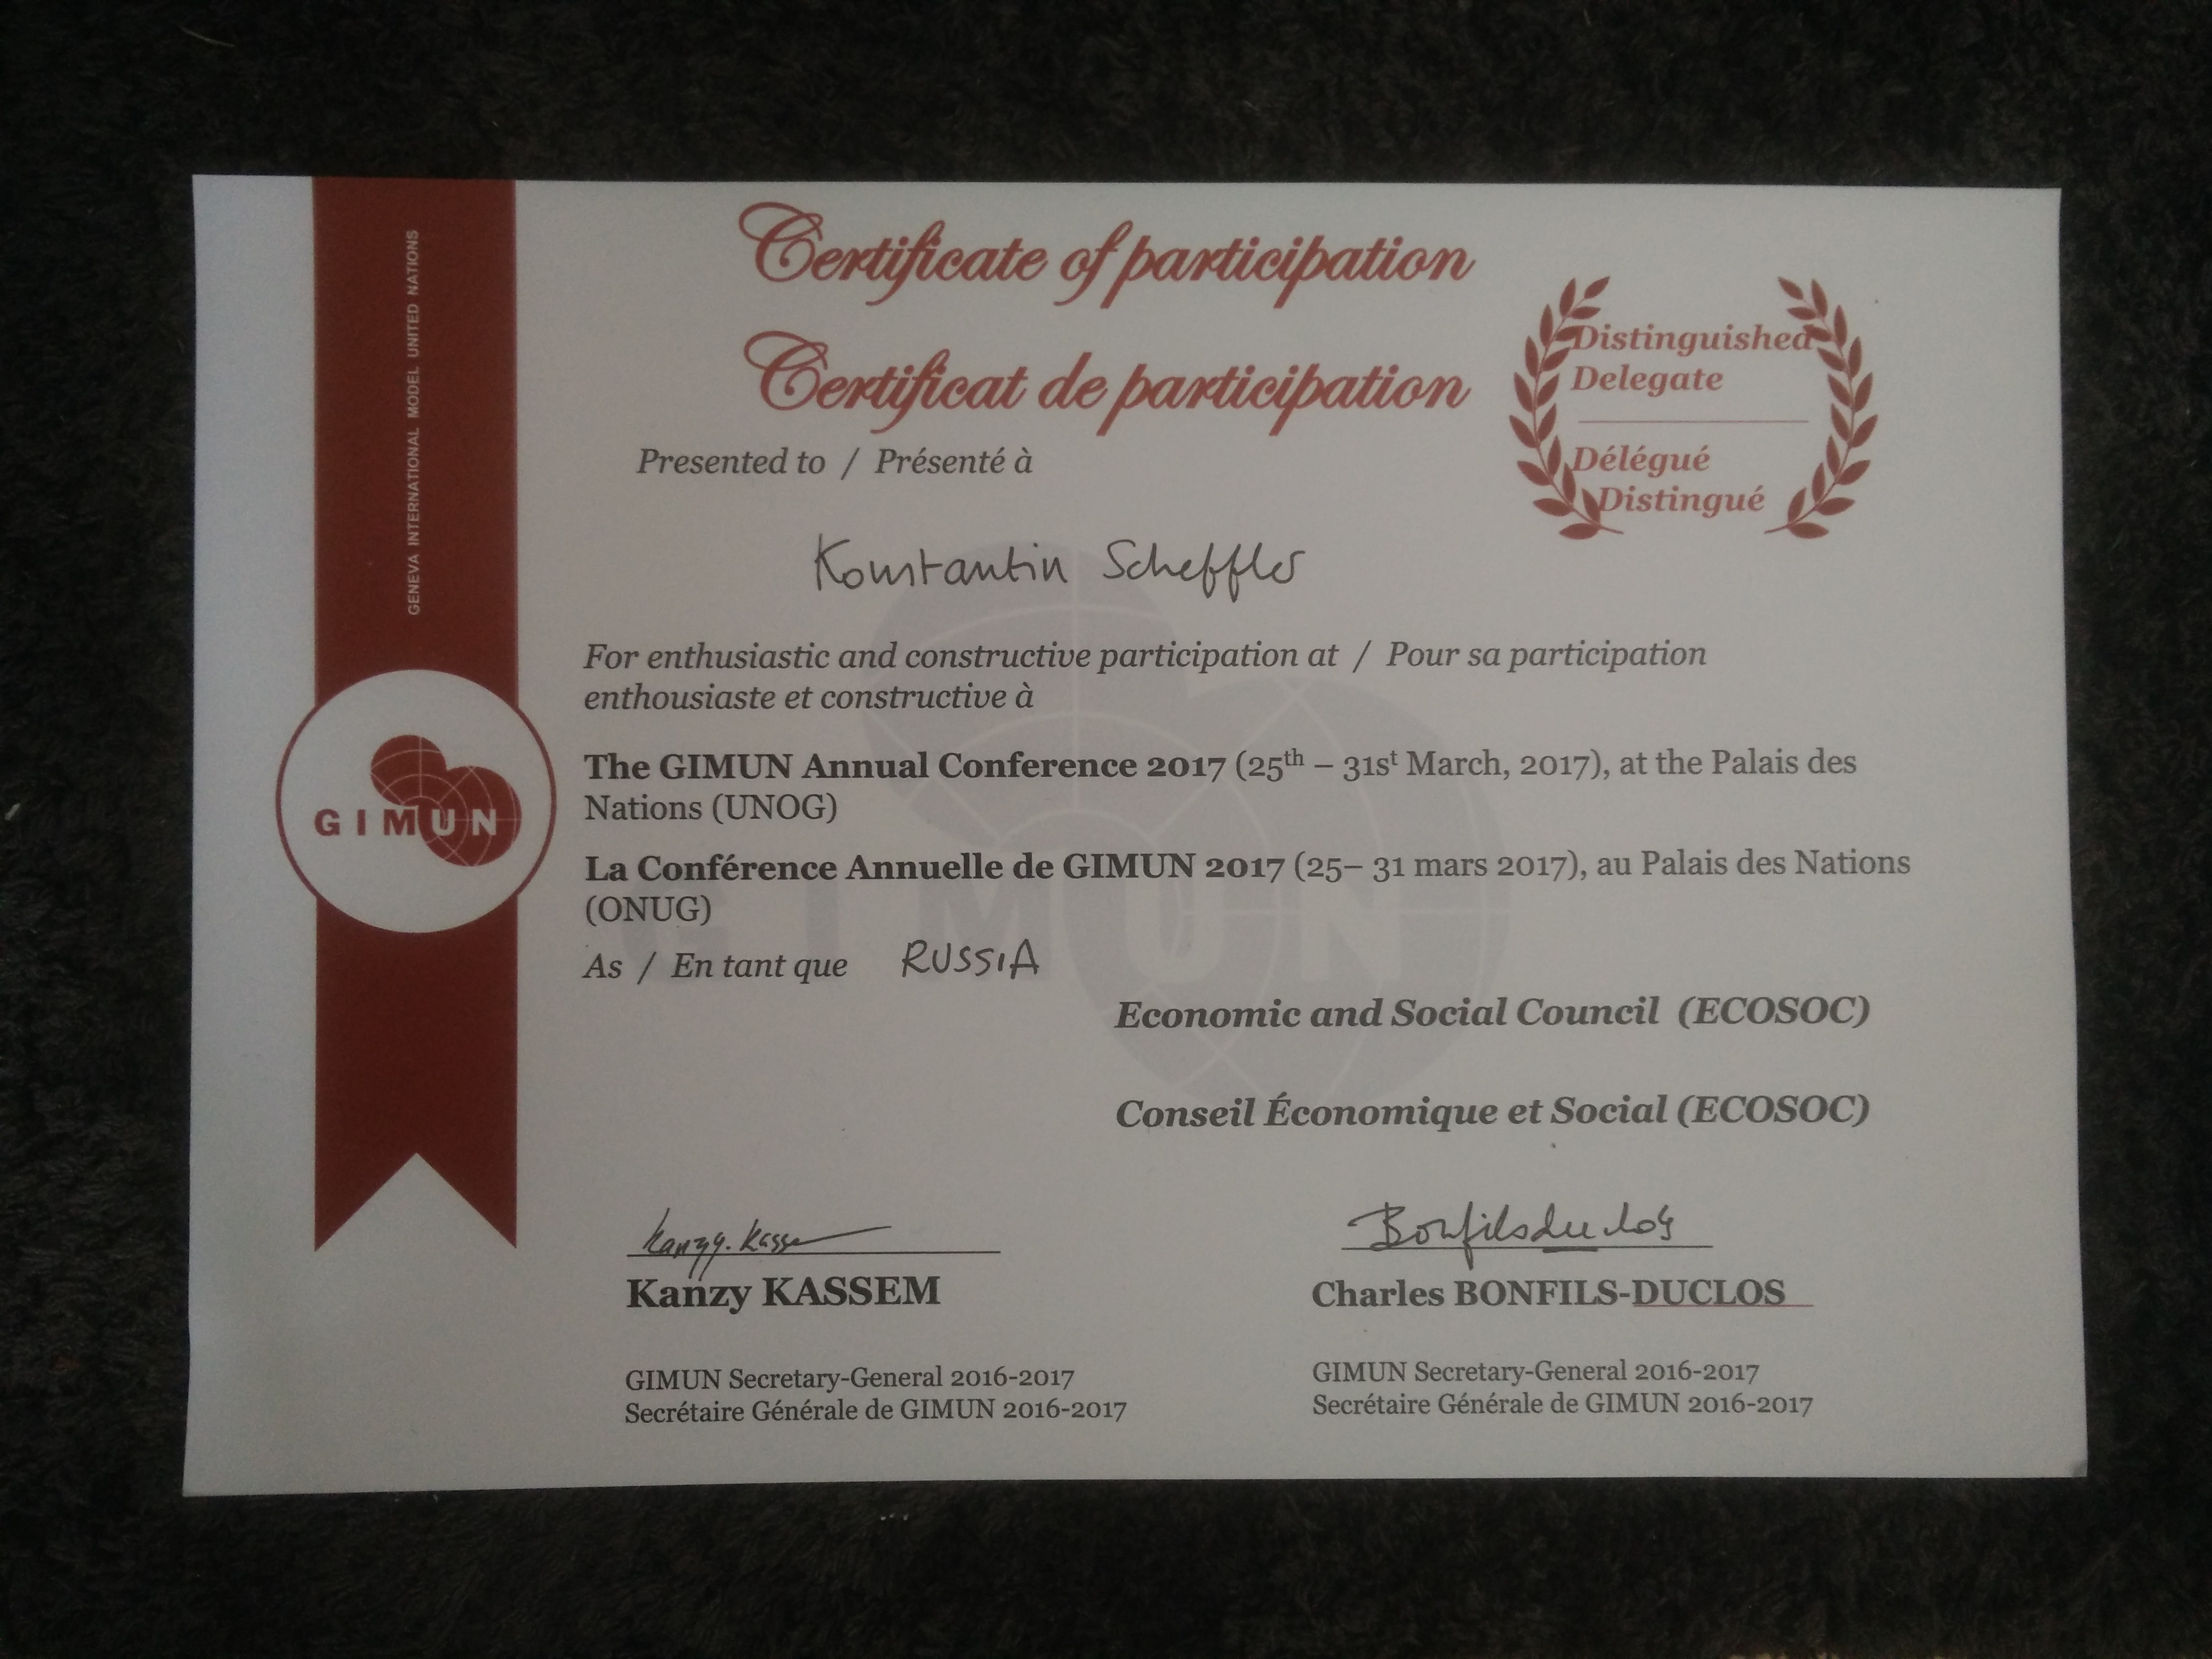 GENEVA INTERNATIONAL MODEL UNITED NATIONS
GIMUN
Certificate of participation
Certificat de participation
Distinguished
Delegate
Délégué
Distingué
Presented to / Présenté à
Konstantin Scheffler
For enthusiastic and constructive participation at / Pour sa participation
enthousiaste et constructive à
The GIMUN Annual Conference 2017 (25th – 31st March, 2017), at the Palais des
Nations (UNOG)
La Conférence Annuelle de GIMUN 2017 (25– 31 mars 2017), au Palais des Nations
(ONUG)
As / En tant que RUSSIA
Economic and Social Council (ECOSOC)
Conseil Économique et Social (ECOSOC)
GIMUN
Kanzy. Kassem
Kanzy KASSEM
GIMUN Secretary-General 2016-2017
Secrétaire Générale de GIMUN 2016-2017
Bonfilsduclos
Charles BONFILS-DUCLOS
GIMUN Secretary-General 2016-2017
Secrétaire Générale de GIMUN 2016-2017